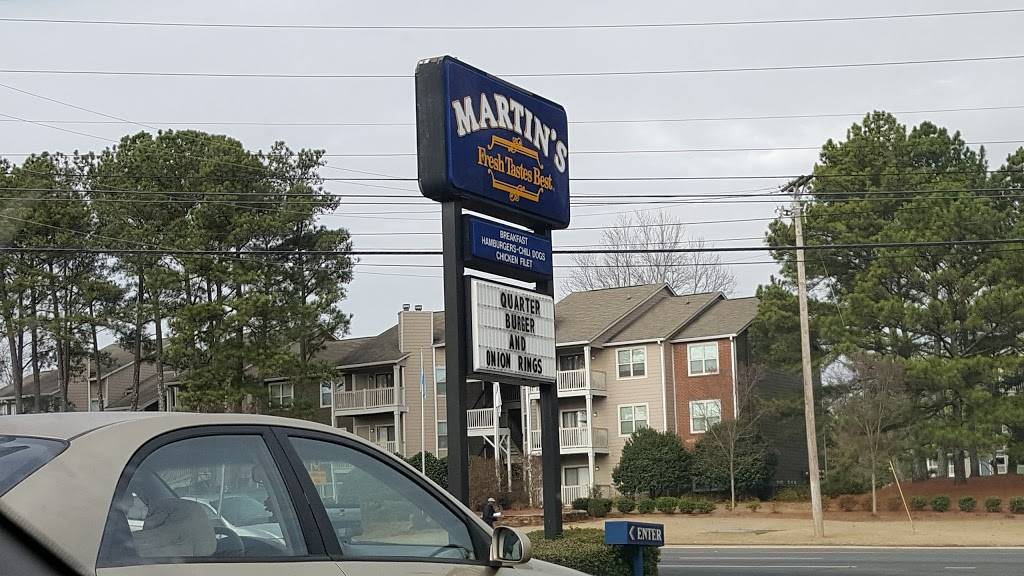 MARTIN'S
Fresh Tastes Best.
BREAKFAST
HAMBURGERS-CHILI DOGS
CHICKEN FILET
QUARTER
BURGER
AND
ONION RINGS
< ENTER